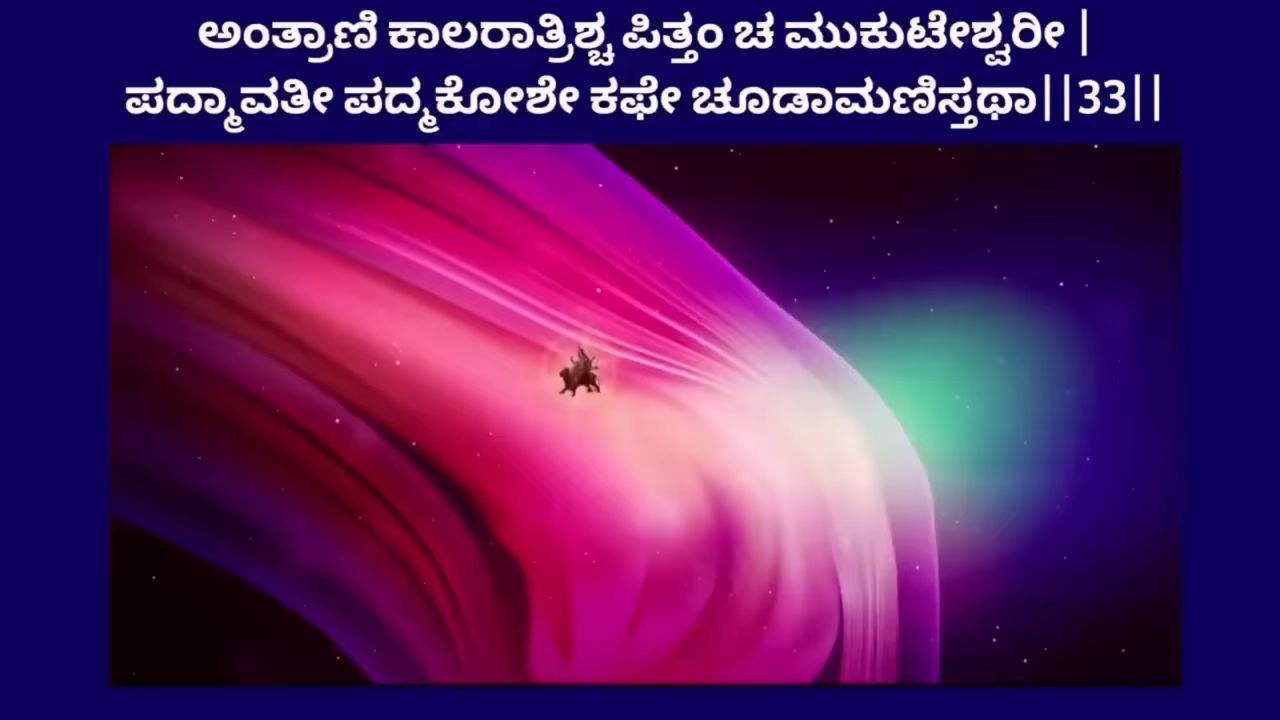 ಅಂತ್ರಾಣಿ ಕಾಲರಾತ್ರಿಶ್ಚ ಪಿತ್ತಂ ಚ ಮುಕುಟೇಶ್ವರೀ |
ಪದ್ಮಾವತೀ ಪದ್ಮಕೋಶೇ ಕಫೇ ಚೂಡಾಮಣಿಸ್ತಥಾ||33||